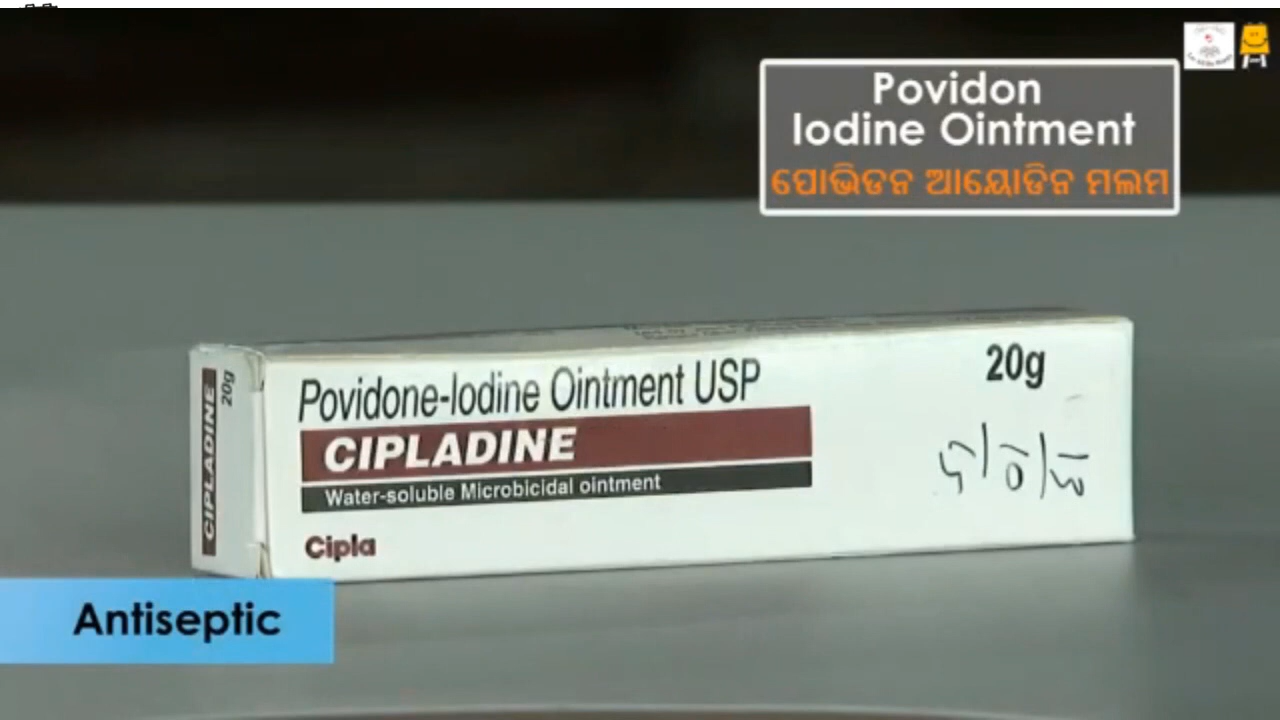 Povidon
Iodine Ointment
ପୋଭିଡନ ଆୟୋଡିନ ମଲମ
Povidone-Iodine Ointment USP
20g
CIPLADINE
Water-soluble Microbicidal ointment
Cipla
CIPLADINE
20g
Antiseptic